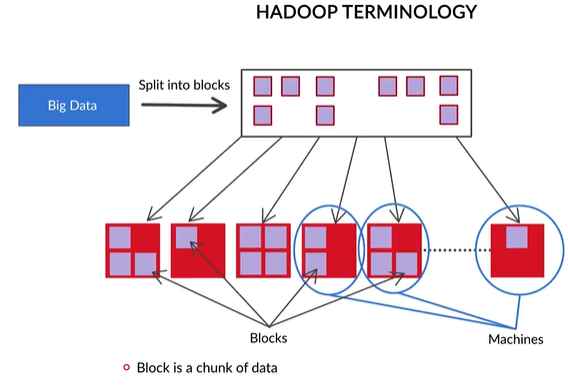 HADOOP TERMINOLOGY
Split into blocks
Big Data
Blocks
Machines
Block is a chunk of data